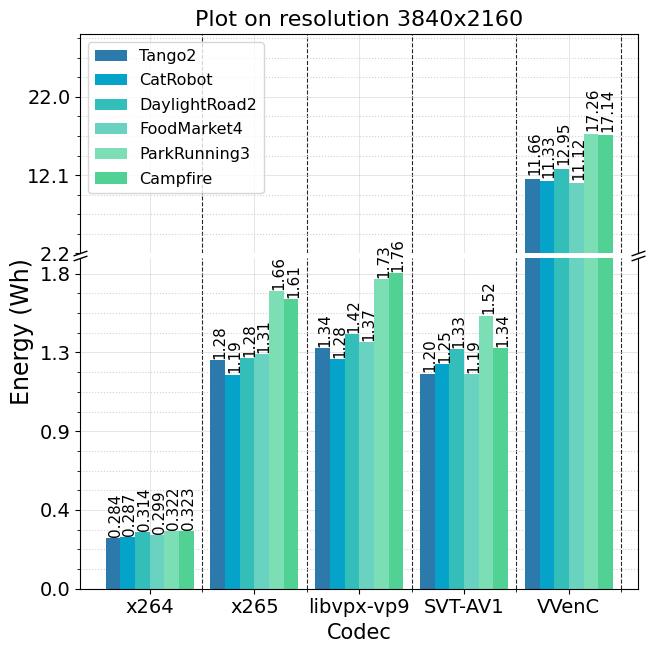 Plot on resolution 3840x2160
Tango2
CatRobot
DaylightRoad2
FoodMarket4
ParkRunning3
Campfire
22.0
12.1
2.2
1.8
1.3
0.9
0.4
0.0
Energy (Wh)
0.284
0.287
0.314
0.299
0.322
0.323
1.28
1.19
1.28
1.31
1.66
1.61
1.34
1.28
1.42
1.37
1.73
1.76
1.20
1.25
1.33
1.19
1.52
1.34
11.66
11.33
12.95
11.12
17.26
17.14
x264
x265
libvpx-vp9
SVT-AV1
VVenC
Codec